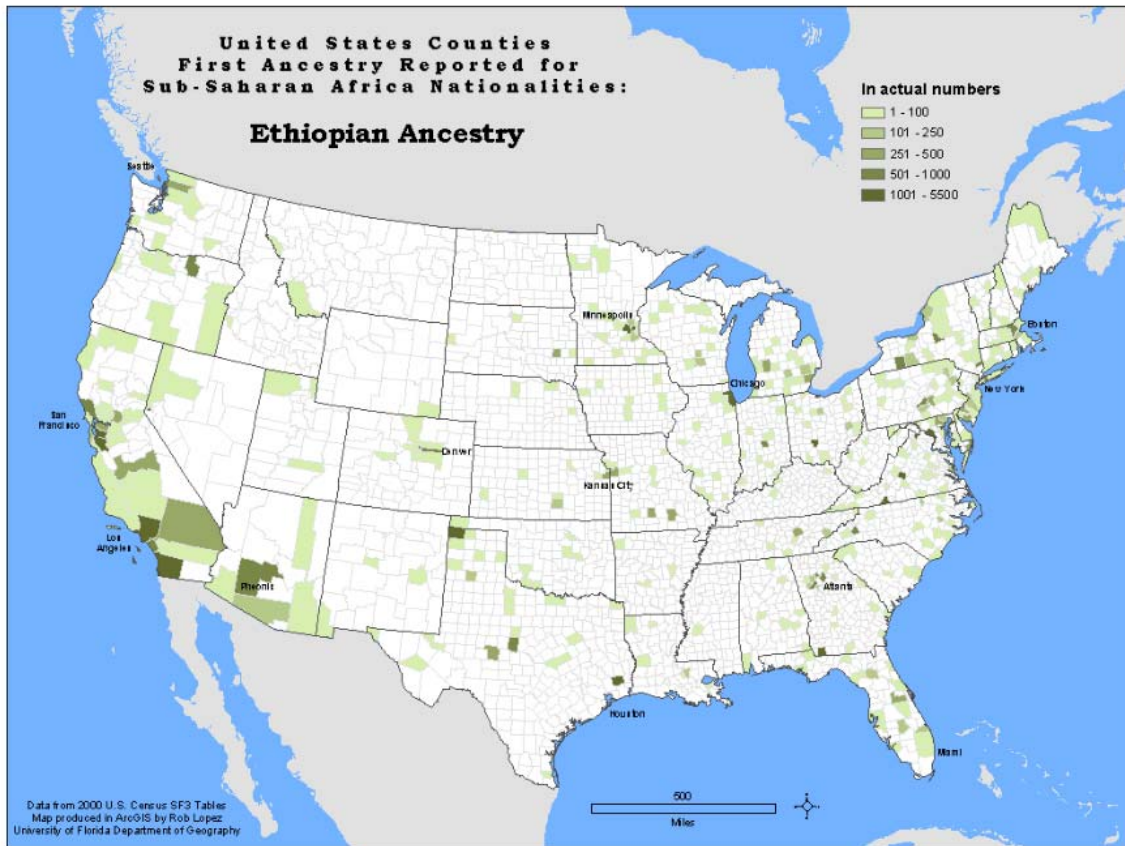 United States Counties
First Ancestry Reported for
Sub-Saharan Africa Nationalities:
Ethiopian Ancestry
In actual numbers
1 - 100
101 - 250
251 - 500
501 - 1000
1001 - 5500
Seattle
Minneapolis
Boston
Chicago
New York
San
Francisco
Denver
Kansas City
Los
Angeles
Pheonix
Atlanta
Houston
Miami
500
Miles
Data from 2000 U.S. Census SF3 Tables
Map produced in ArcGIS by Rob Lopez
University of Florida Department of Geography